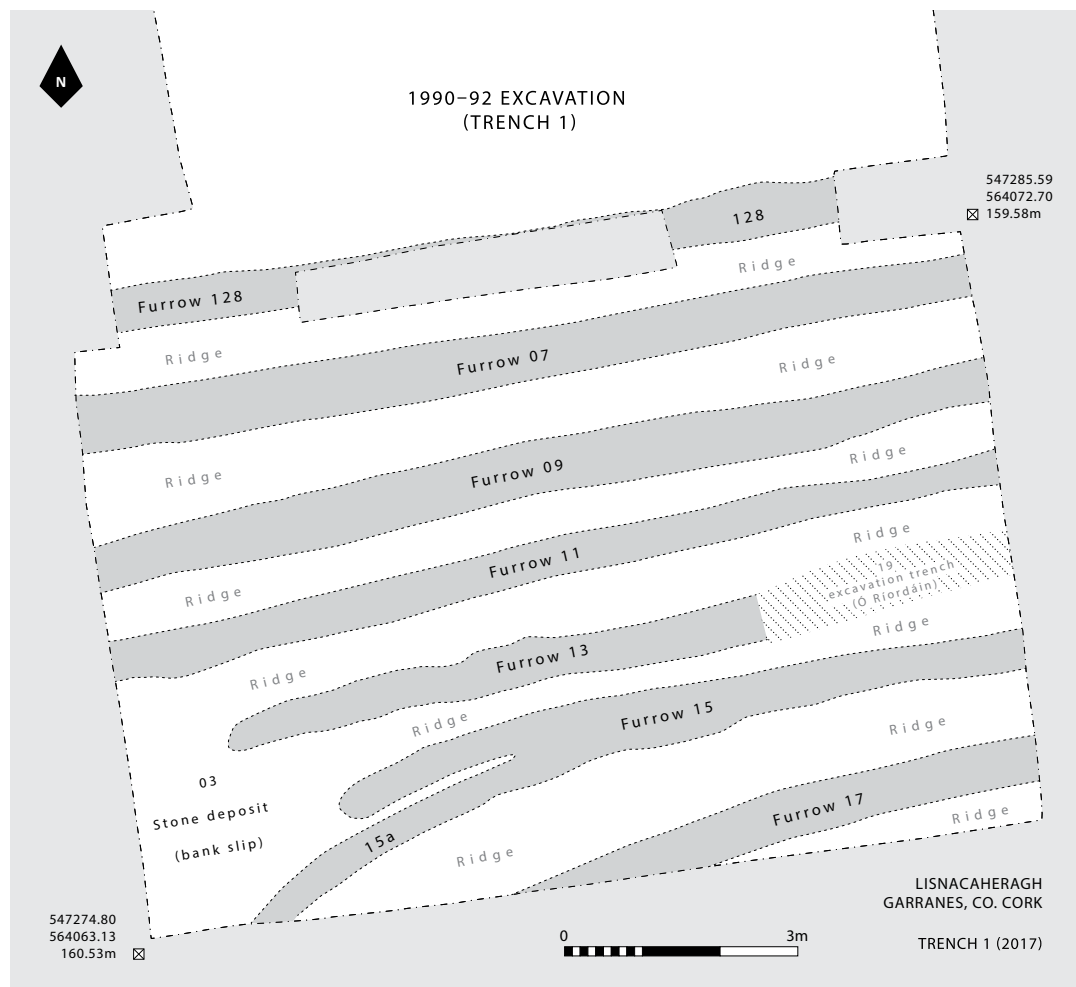 N
1990–92 EXCAVATION
(TRENCH 1)
547285.59
564072.70
159.58m
128
Ridge
Furrow 128
Ridge
Furrow 07
Ridge
Ridge
Furrow 09
Ridge
Ridge
Furrow 11
Ridge
19
excavation trench
(Ó Ríordáin)
Ridge
Furrow 13
Ridge
Ridge
Furrow 15
Ridge
03
Stone deposit
(bank slip)
15a
Ridge
Furrow 17
Ridge
547274.80
564063.13
160.53m
0 3m
LISNACAHERAGH
GARRANES, CO. CORK
TRENCH 1 (2017)